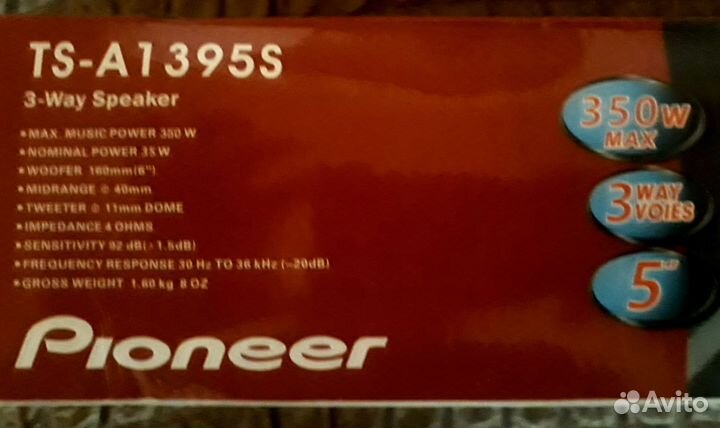 TS-A1395S
3-Way Speaker
• MAX. MUSIC POWER 350 W
• NOMINAL POWER 35 W
• WOOFER 160mm(6")
• MIDRANGE @ 40mm
• TWEETER @ 11mm DOME
• IMPEDANCE 4 OHMS
• SENSITIVITY 92 dB(-1.5dB)
• FREQUENCY RESPONSE 30 Hz TO 36 kHz (-20dB)
• GROSS WEIGHT 1.60 kg 8 OZ
Pioneer
350W
MAX
3 WAY
VOIES
5
Avito